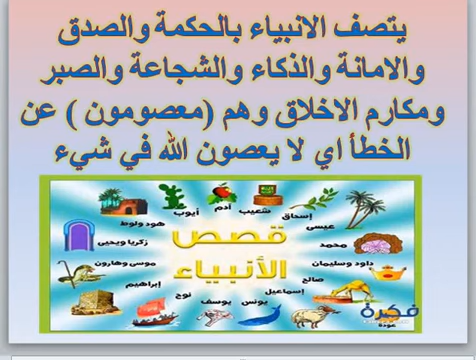 يتصف الانبياء بالحكمة والصدق
والامانة والذكاء والشجاعة والصبر
ومكارم الاخلاق وهم (معصومون ) عن
الخطأ اي لا يعصون الله في شيء
أيوب
آدم
شعيب
إسحاق
عيسى
هود ولوط
قصص
محمد
زكريا ويحيى
موسى وهارون
الأنبياء
داود وسليمان
إبراهيم
صالح
نوح
يوسف
يونس
إسماعيل
فكرة